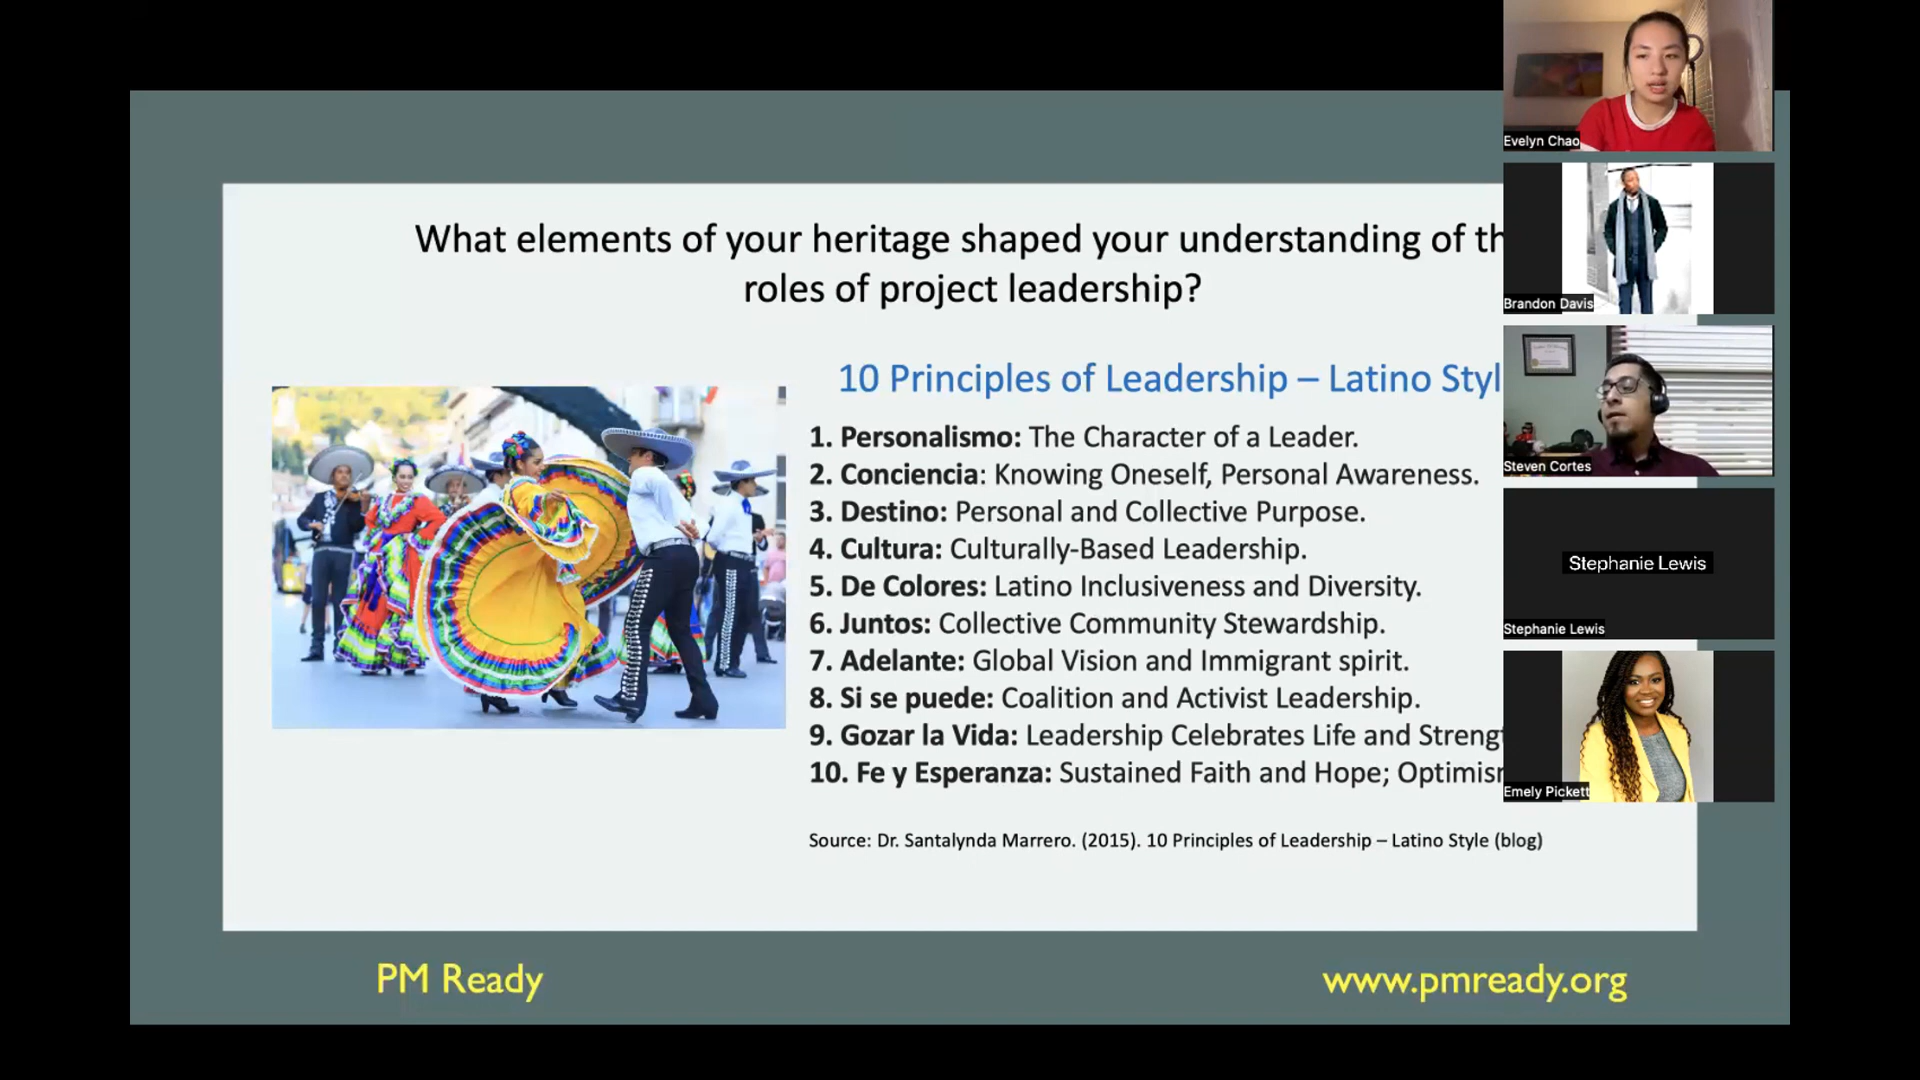 What elements of your heritage shaped your understanding of th
roles of project leadership?
10 Principles of Leadership – Latino Styl
1. Personalismo: The Character of a Leader.
2. Conciencia: Knowing Oneself, Personal Awareness.
3. Destino: Personal and Collective Purpose.
4. Cultura: Culturally-Based Leadership.
5. De Colores: Latino Inclusiveness and Diversity.
6. Juntos: Collective Community Stewardship.
7. Adelante: Global Vision and Immigrant spirit.
8. Si se puede: Coalition and Activist Leadership.
9. Gozar la Vida: Leadership Celebrates Life and Strengt
10. Fe y Esperanza: Sustained Faith and Hope; Optimisr
Source: Dr. Santalynda Marrero. (2015). 10 Principles of Leadership – Latino Style (blog)
PM Ready
www.pmready.org
Evelyn Chao
Brandon Davis
Steven Cortes
Stephanie Lewis
Stephanie Lewis
Emely Pickett